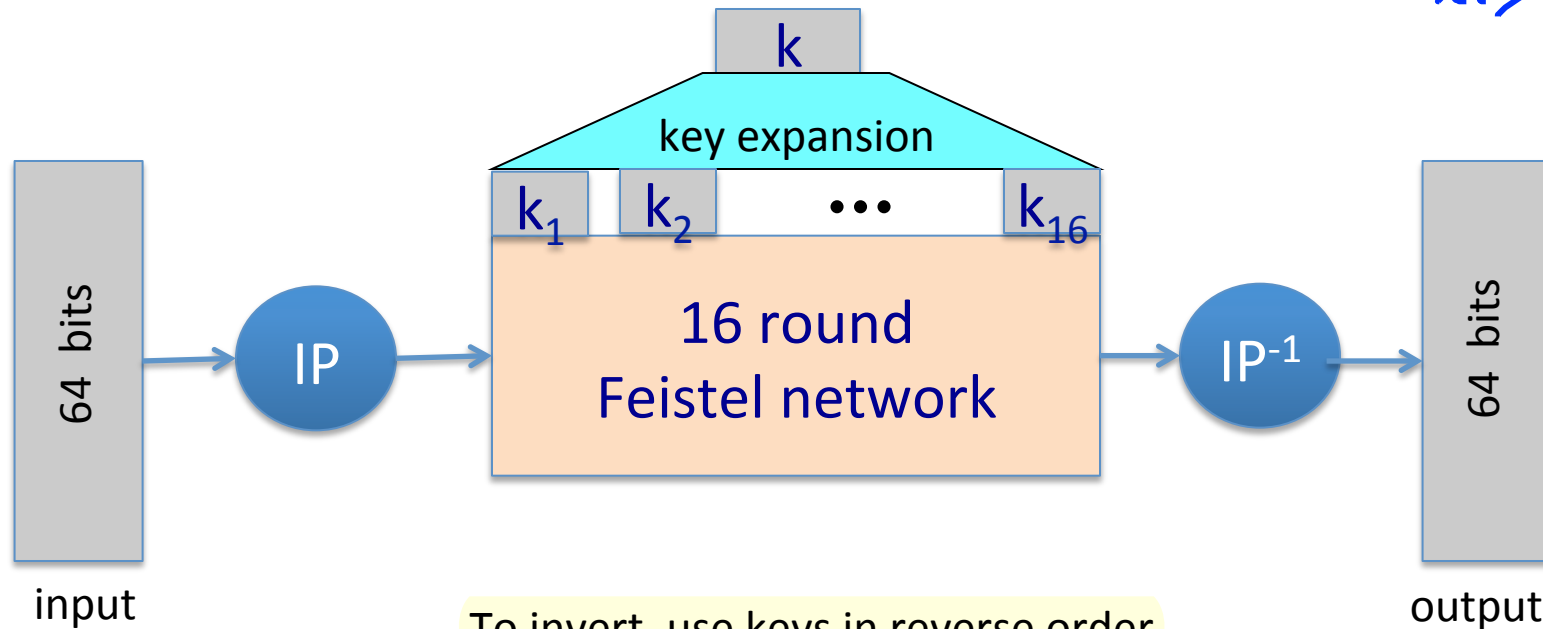 k
key expansion
k₁ k₂ ••• k₁₆
64 bits
IP
16 round
Feistel network
IP⁻¹
64 bits
input
To invert, use keys in reverse order
output